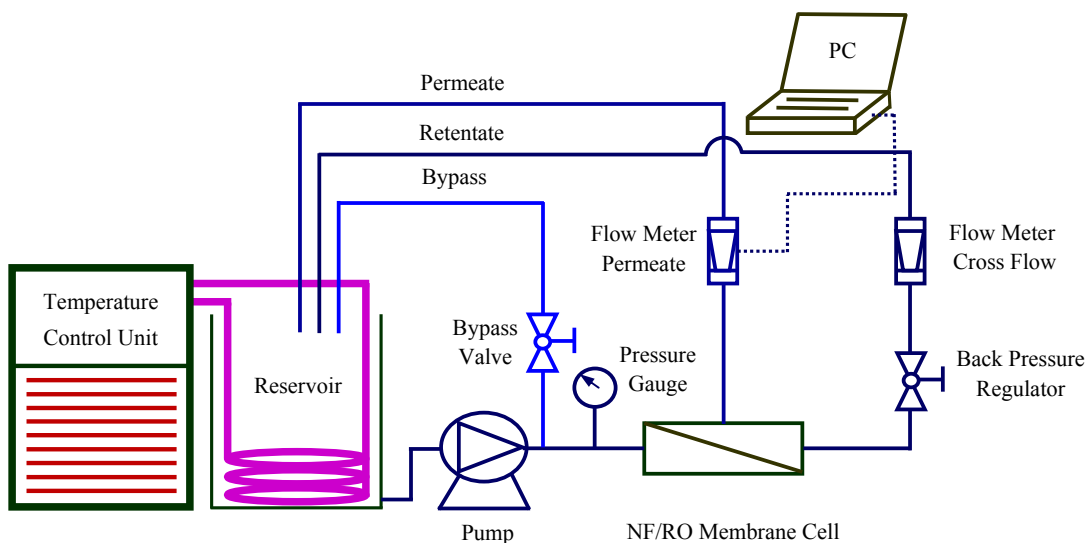 PC
Permeate
Retentate
Bypass
Flow Meter
Permeate
Flow Meter
Cross Flow
Temperature
Control Unit
Bypass
Valve
Pressure
Gauge
Back Pressure
Regulator
Reservoir
Pump
NF/RO Membrane Cell